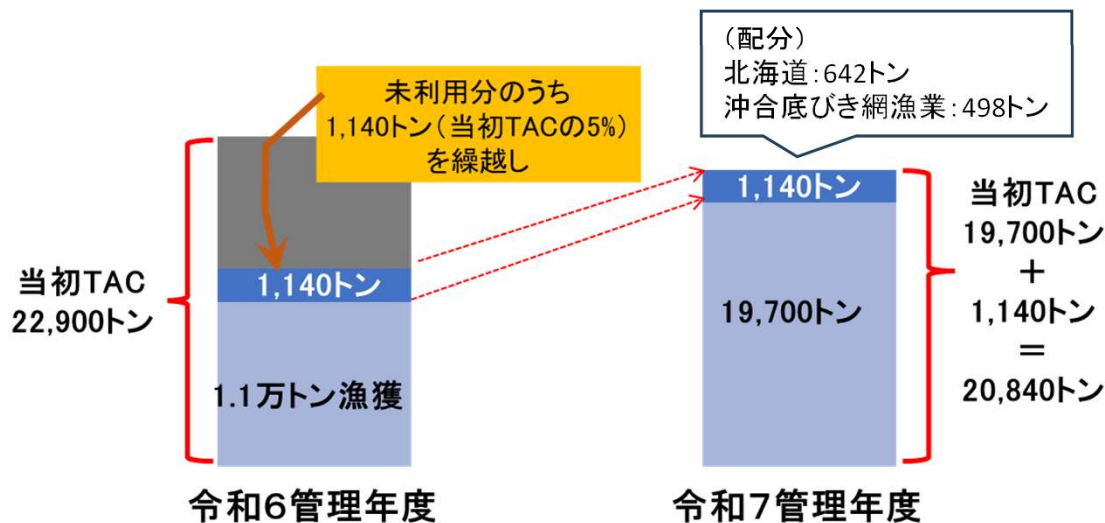 (配分)
北海道:642トン
沖合底びき網漁業:498トン
未利用分のうち
1,140トン(当初TACの5%)
を繰越し
当初TAC
22,900トン
1,140トン
1.1万トン漁獲
令和6管理年度
1,140トン
19,700トン
令和7管理年度
当初TAC
19,700トン
+
1,140トン
=
20,840トン